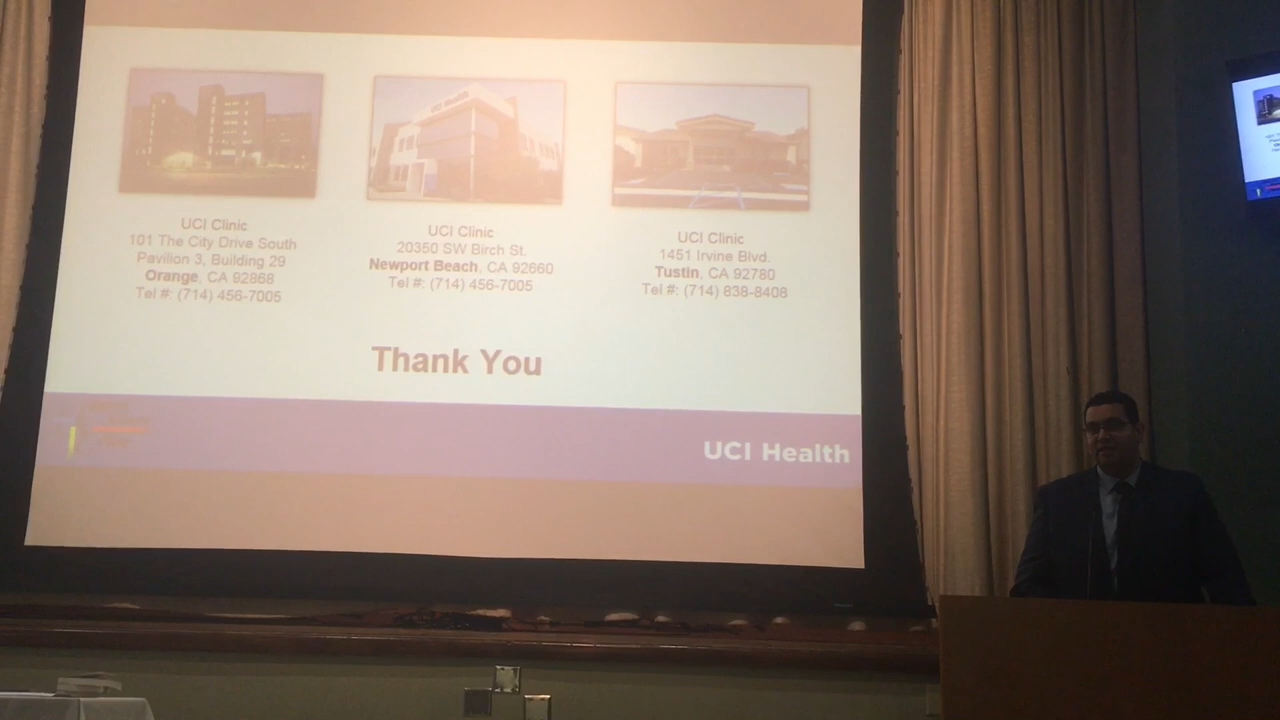 UCI Clinic
101 The City Drive South
Pavilion 3, Building 29
Orange, CA 92868
Tel #: (714) 456-7005
UCI Clinic
20350 SW Birch St.
Newport Beach, CA 92660
Tel #: (714) 456-7005
UCI Clinic
1451 Irvine Blvd.
Tustin, CA 92780
Tel #: (714) 838-8408
Thank You
UCI Health